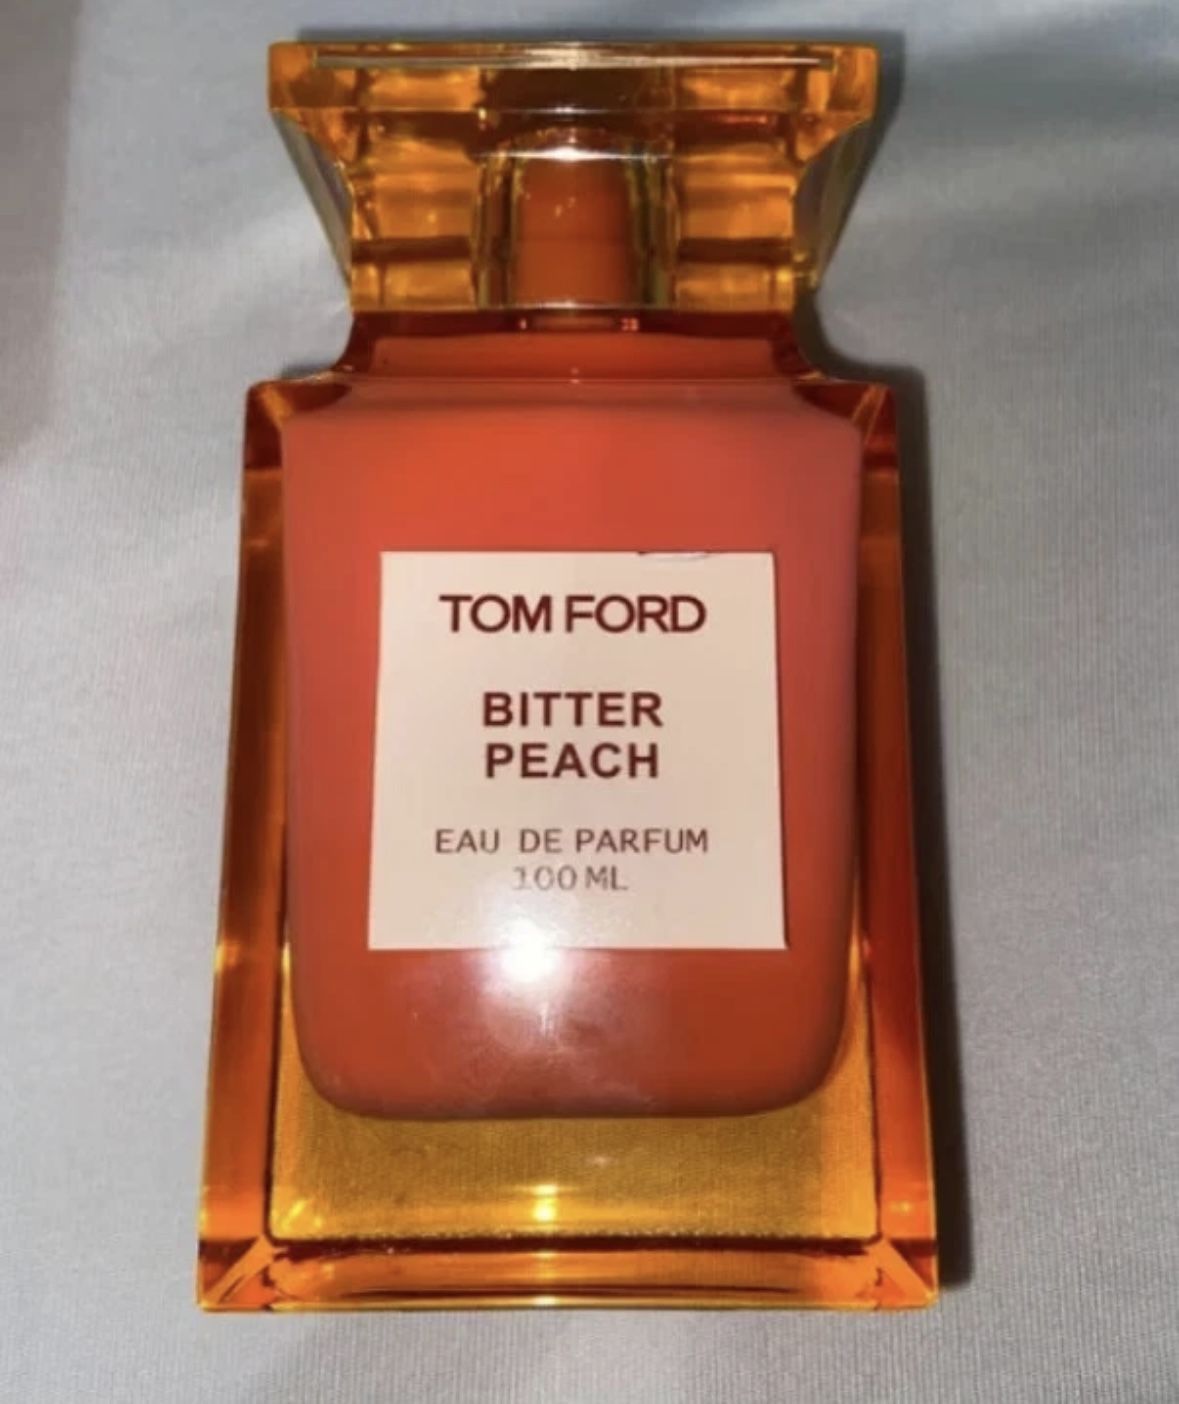 TOM FORD
BITTER
PEACH
EAU DE PARFUM
100 ML